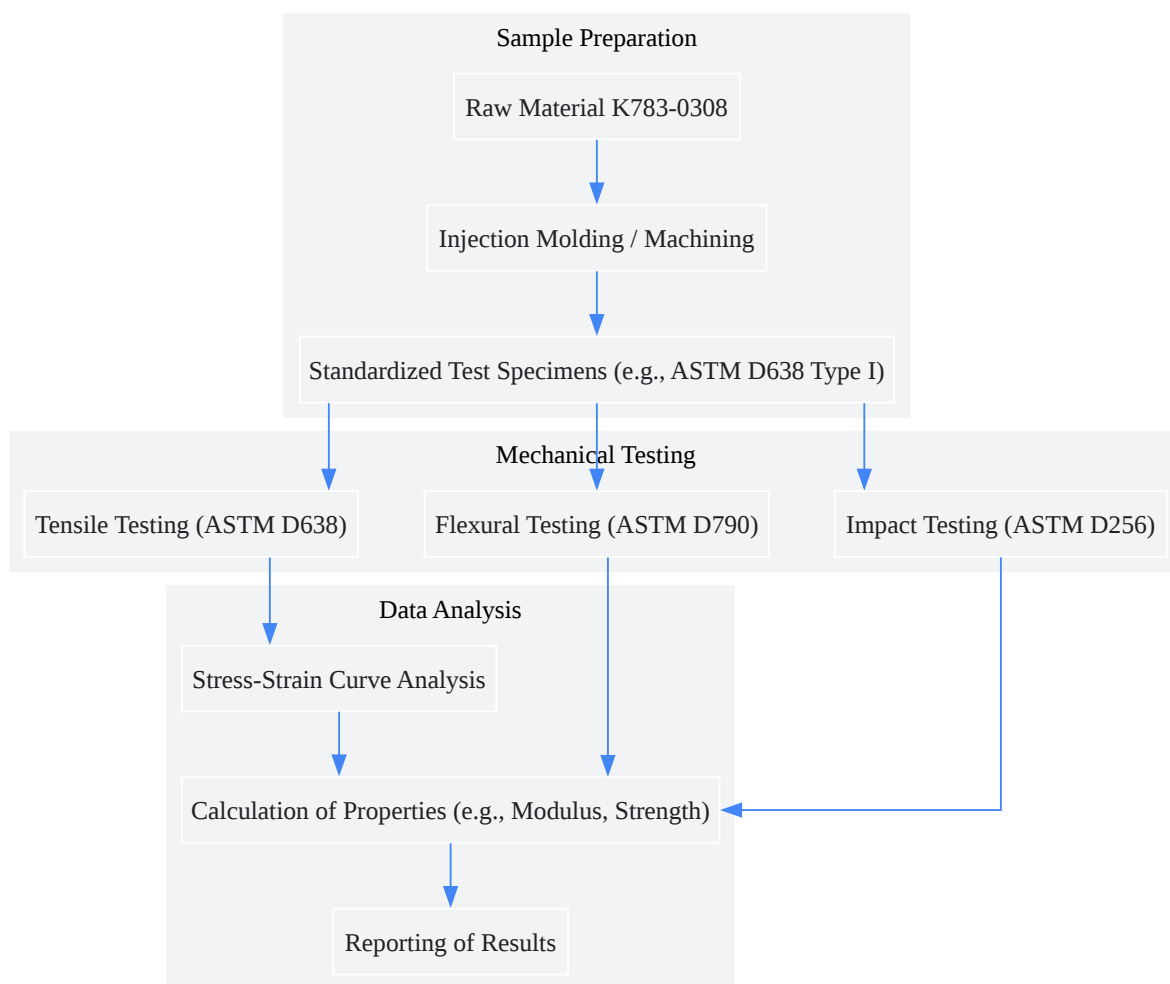 Sample Preparation
Raw Material K783-0308
Injection Molding / Machining
Standardized Test Specimens (e.g., ASTM D638 Type I)
Mechanical Testing
Tensile Testing (ASTM D638)
Flexural Testing (ASTM D790)
Impact Testing (ASTM D256)
Data Analysis
Stress-Strain Curve Analysis
Calculation of Properties (e.g., Modulus, Strength)
Reporting of Results